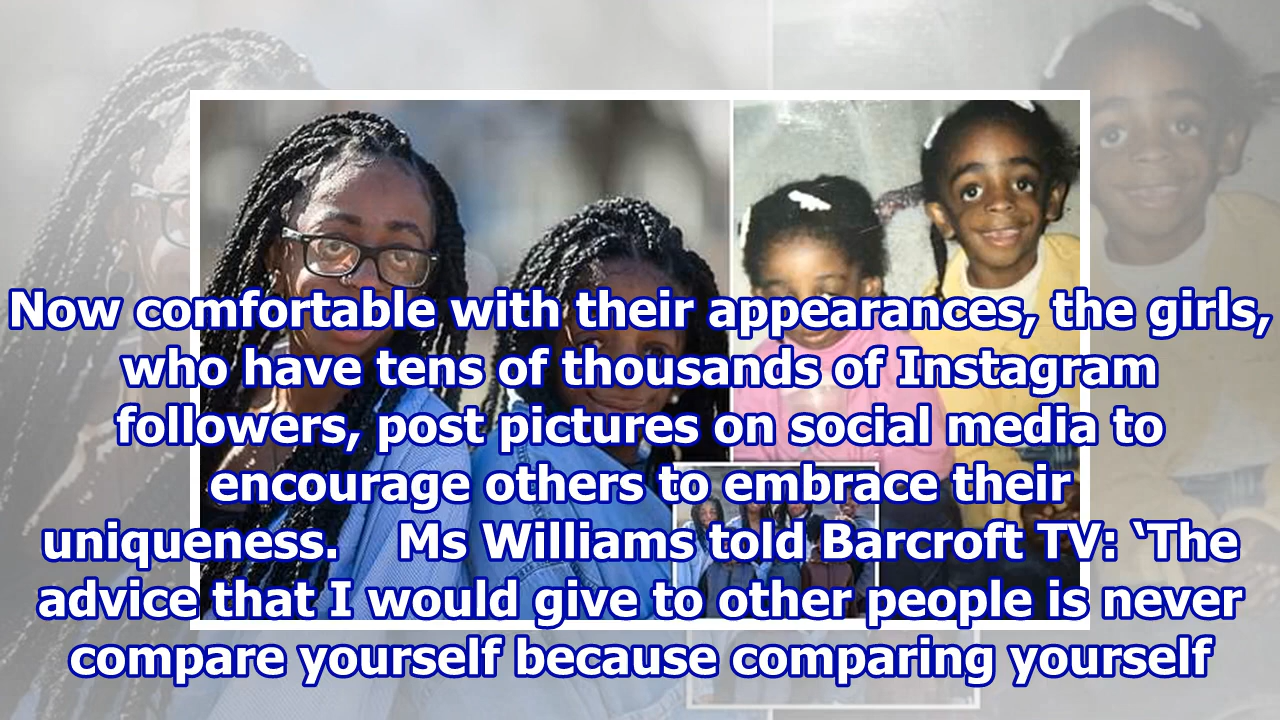 Now comfortable with their appearances, the girls,
who have tens of thousands of Instagram
followers, post pictures on social media to
encourage others to embrace their
uniqueness.    Ms Williams told Barcroft TV: ‘The
advice that I would give to other people is never
compare yourself because comparing yourself